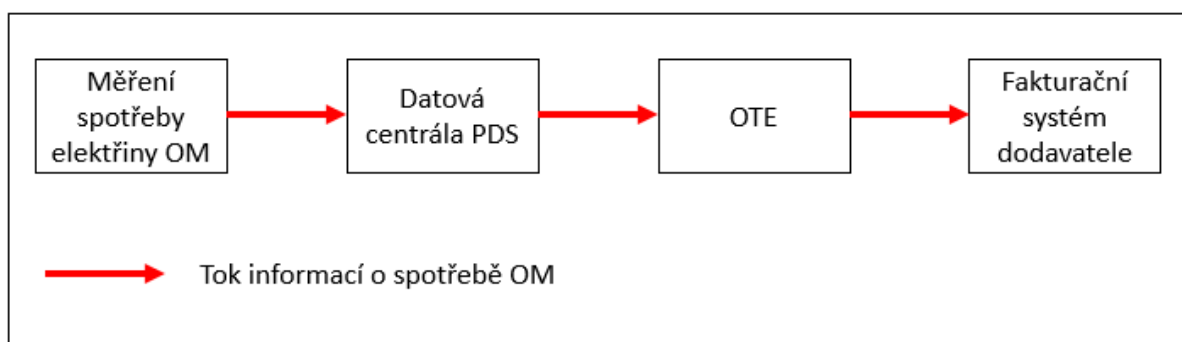 Měření
spotřeby
elektřiny OM
Datová
centrála PDS
OTE
Fakturační
systém
dodavatele
Tok informací o spotřebě OM